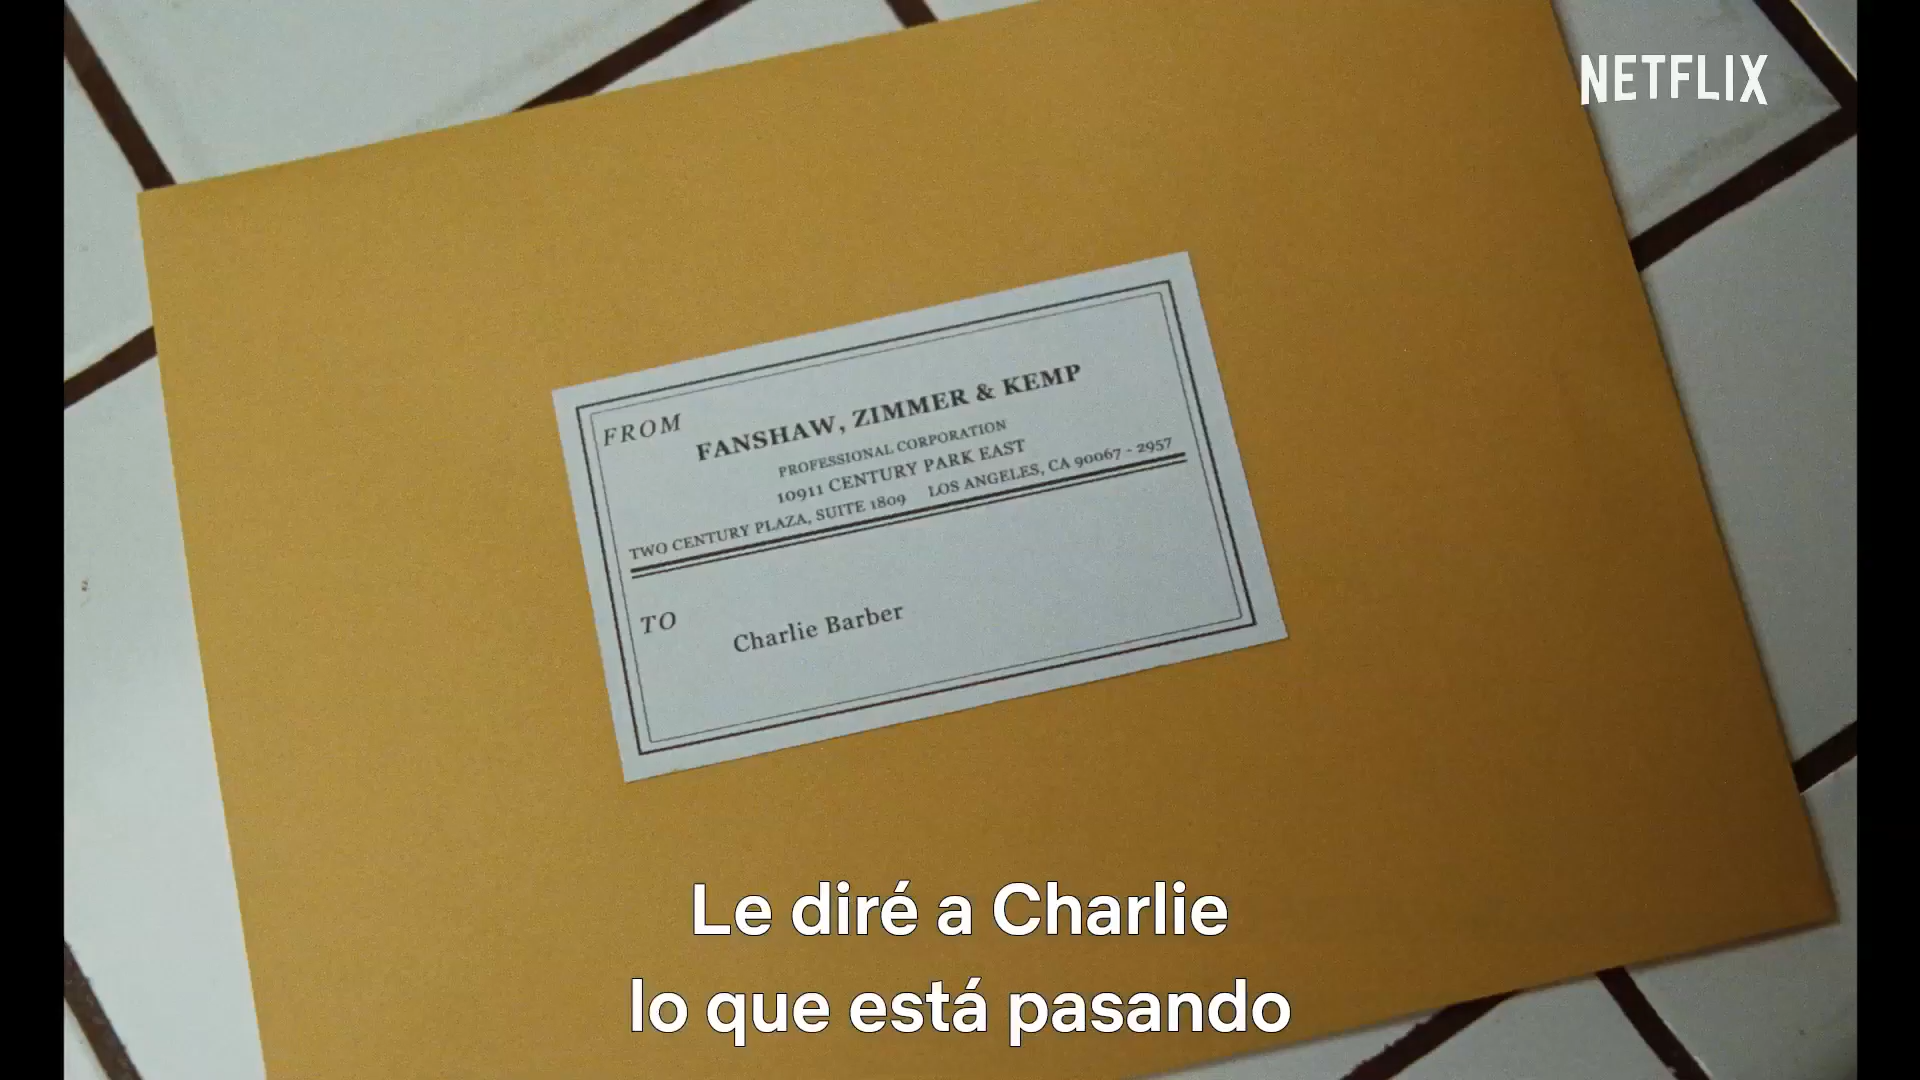 NETFLIX
FROM
FANSHAW, ZIMMER & KEMP
PROFESSIONAL CORPORATION
10911 CENTURY PARK EAST
TWO CENTURY PLAZA, SUITE 1809 LOS ANGELES, CA 90067 - 2957
TO
Charlie Barber
Le diré a Charlie
lo que está pasando